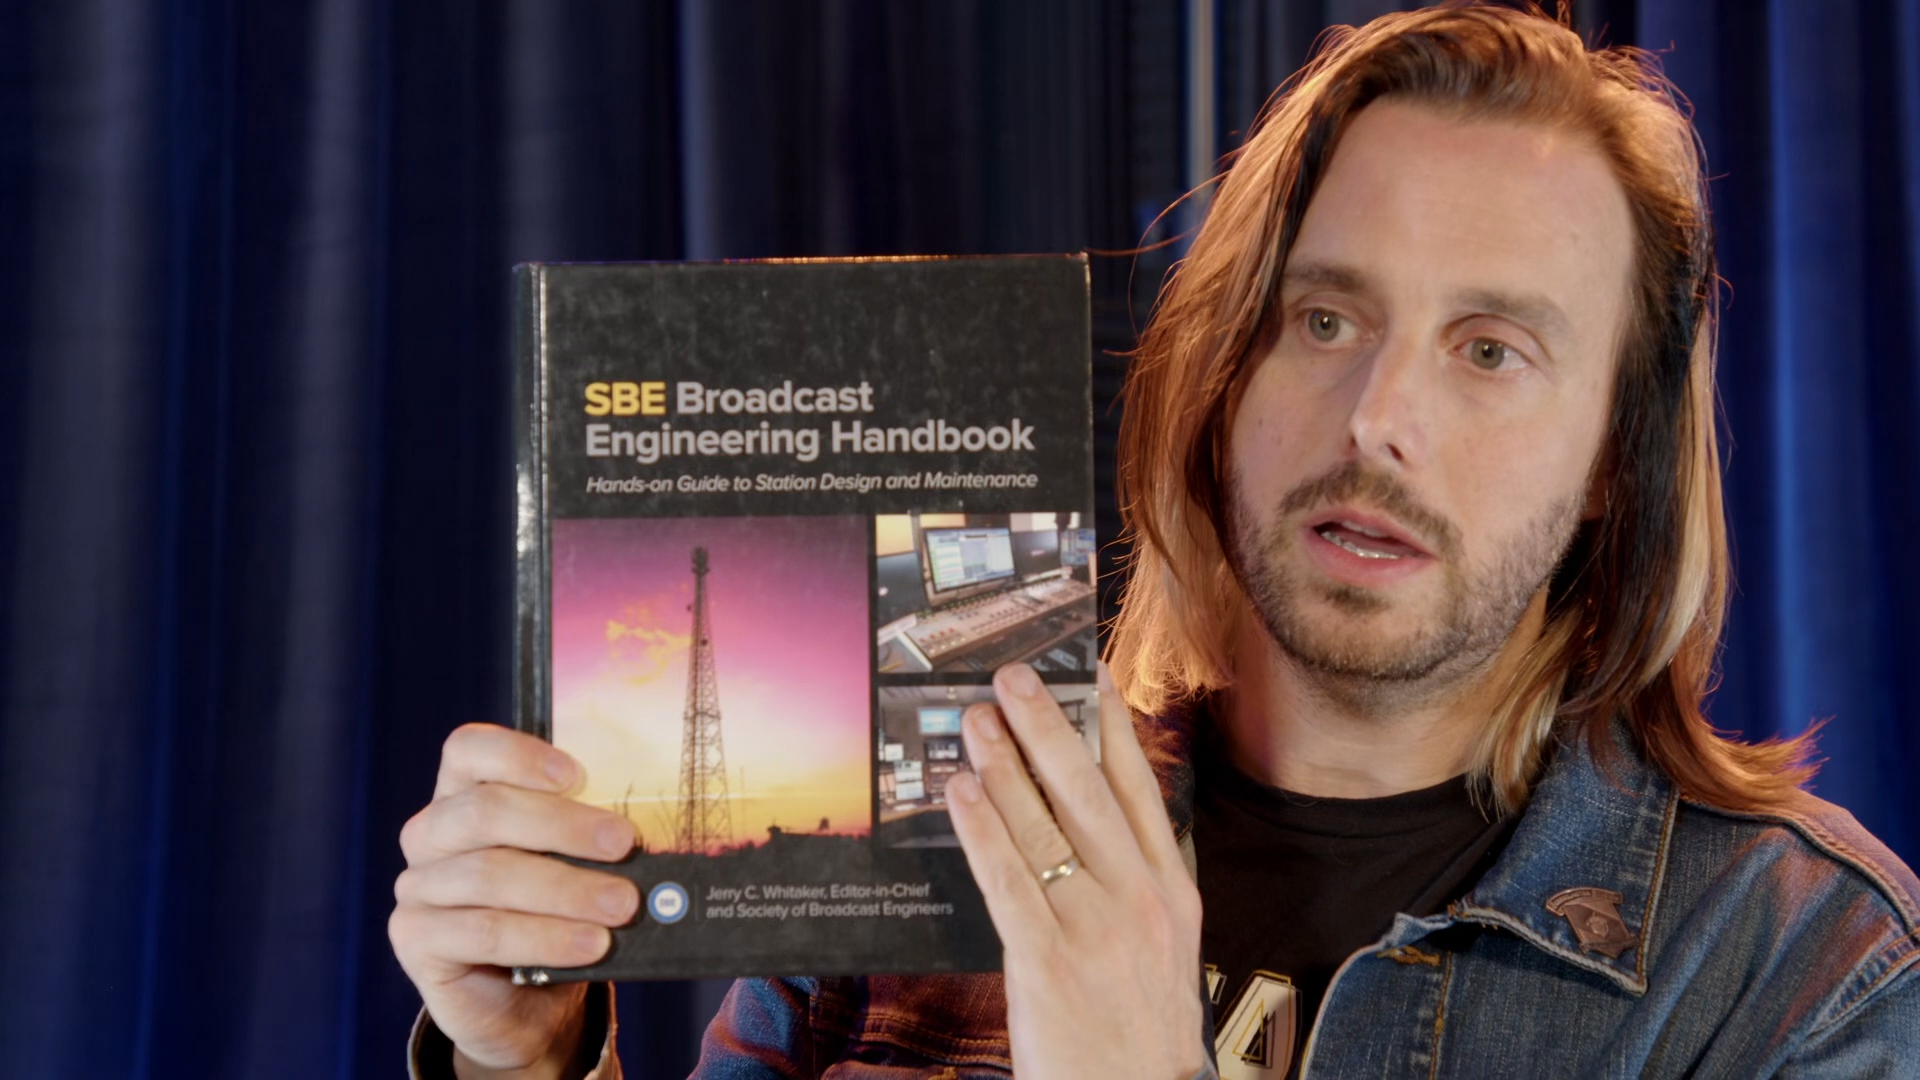 SBE Broadcast
Engineering Handbook
Hands-on Guide to Station Design and Maintenance
SBE
Jerry C. Whitaker, Editor-in-Chief
and Society of Broadcast Engineers